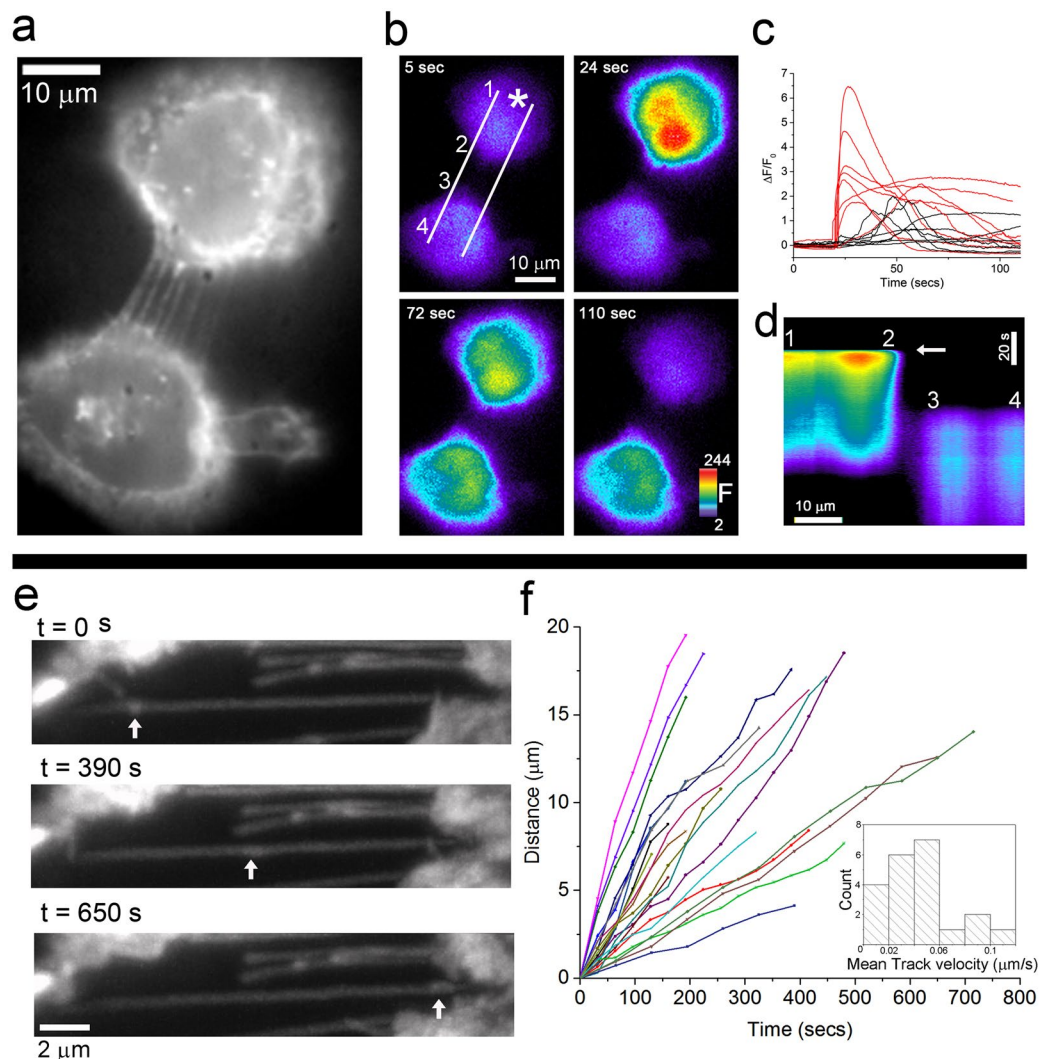 a
10 μm
b
5 sec
1
*
2
3
4
10 μm
24 sec
72 sec
110 sec
244
F
2
c
7
6
5
4
3
2
1
0
ΔF/F0
0
50
100
Time (secs)
d
1
2
20 s
3
4
10 μm
e
t = 0 s
t = 390 s
t = 650 s
2 μm
f
20
15
10
5
0
Distance (μm)
0 100 200 300 400 500 600 700 800
Time (secs)
8
6
4
2
Count
0.02 0.06 0.1
Mean Track velocity (μm/s)